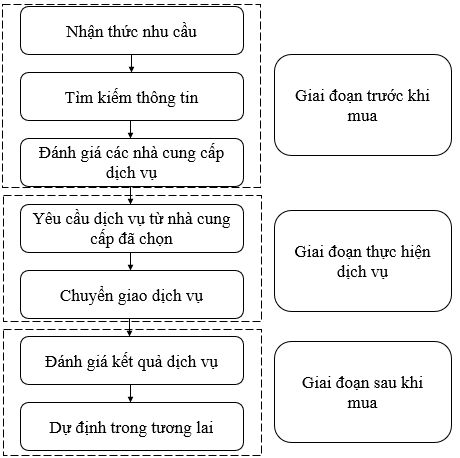 Nhận thức nhu cầu
Tìm kiếm thông tin
Đánh giá các nhà cung cấp
dịch vụ
Giai đoạn trước khi
mua
Yêu cầu dịch vụ từ nhà cung
cấp đã chọn
Chuyển giao dịch vụ
Giai đoạn thực hiện
dịch vụ
Đánh giá kết quả dịch vụ
Dự định trong tương lai
Giai đoạn sau khi
mua